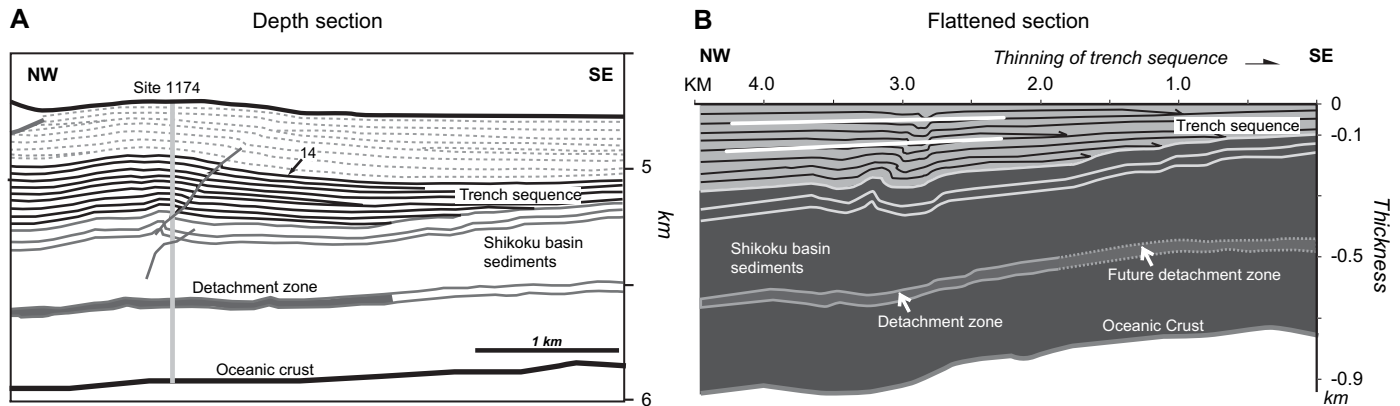 A
Depth section
NW
SE
Site 1174
14
5
Trench sequence
km
Shikoku basin
sediments
Detachment zone
1 km
Oceanic crust
6
B
Flattened section
NW
Thinning of trench sequence
SE
KM
4.0
3.0
2.0
1.0
0
Trench sequence
-0.1
Shikoku basin
sediments
Thickness
-0.5
Future detachment zone
Detachment zone
Oceanic Crust
-0.9
km